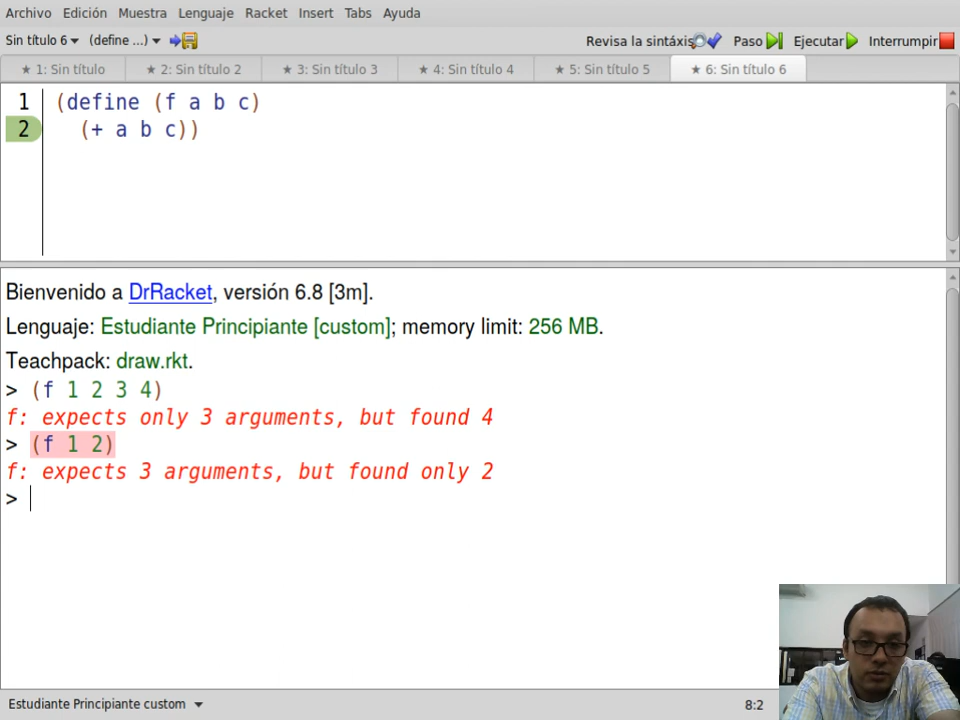 Archivo Edición Muestra Lenguaje Racket Insert Tabs Ayuda
Sin título 6 (define ...) Revisa la sintáxis Paso Ejecutar Interrumpir
★ 1: Sin título ★ 2: Sin título 2 ★ 3: Sin título 3 ★ 4: Sin título 4 ★ 5: Sin título 5 ★ 6: Sin título 6
1 (define (f a b c)
2 (+ a b c))
Bienvenido a DrRacket, versión 6.8 [3m].
Lenguaje: Estudiante Principiante [custom]; memory limit: 256 MB.
Teachpack: draw.rkt.
> (f 1 2 3 4)
f: expects only 3 arguments, but found 4
> (f 1 2)
f: expects 3 arguments, but found only 2
>
Estudiante Principiante custom 8:2